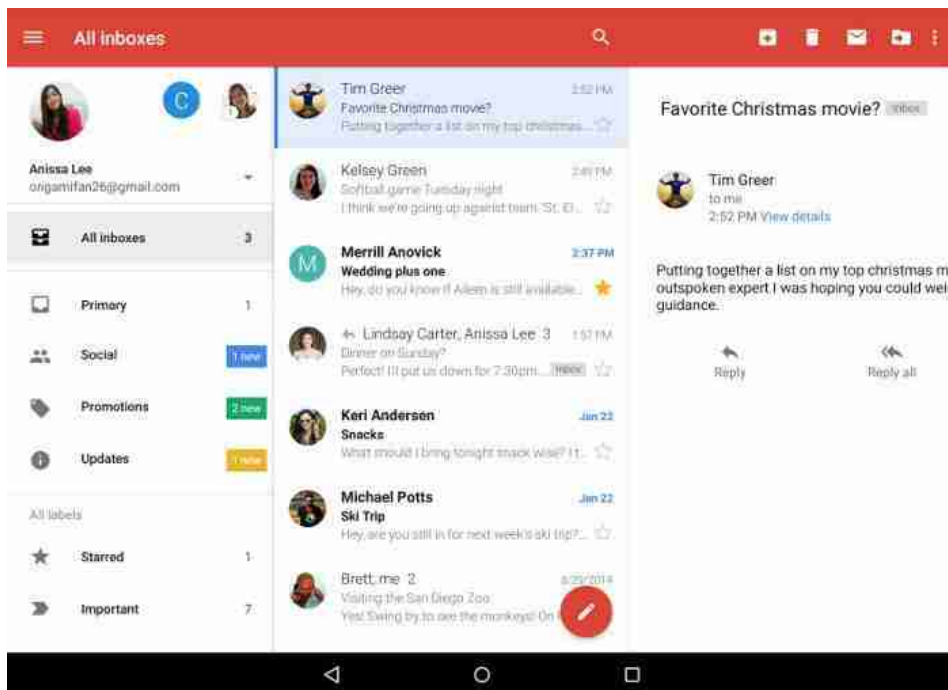 All inboxes
C
Anissa Lee
origamifan26@gmail.com
All inboxes 3
Primary 1
Social 1 new
Promotions 2 new
Updates 1 new
All labels
Starred 1
Important 7
Tim Greer 2:52 PM
Favorite Christmas movie?
Putting together a list on my top christmas...
Kelsey Green 2:49 PM
Softball game Tuesday night
I think we're going up against team 'St. El...
M
Merrill Anovick 2:37 PM
Wedding plus one
Hey, do you know if Aileen is still available...
Lindsay Carter, Anissa Lee 3 1:57 PM
Dinner on Sunday?
Perfect! I'll put us down for 7:30pm... Inbox
Keri Andersen Jan 22
Snacks
What should I bring tonight snack wise? I t...
Michael Potts Jan 22
Ski Trip
Hey, are you still in for next week's ski trip?...
Brett, me 2 8/29/2014
Visiting the San Diego Zoo
Yes! Swing by to see the monkeys! On
Favorite Christmas movie? Inbox
Tim Greer
to me
2:52 PM View details
Putting together a list on my top christmas m
outspoken expert I was hoping you could wei
guidance.
Reply Reply all